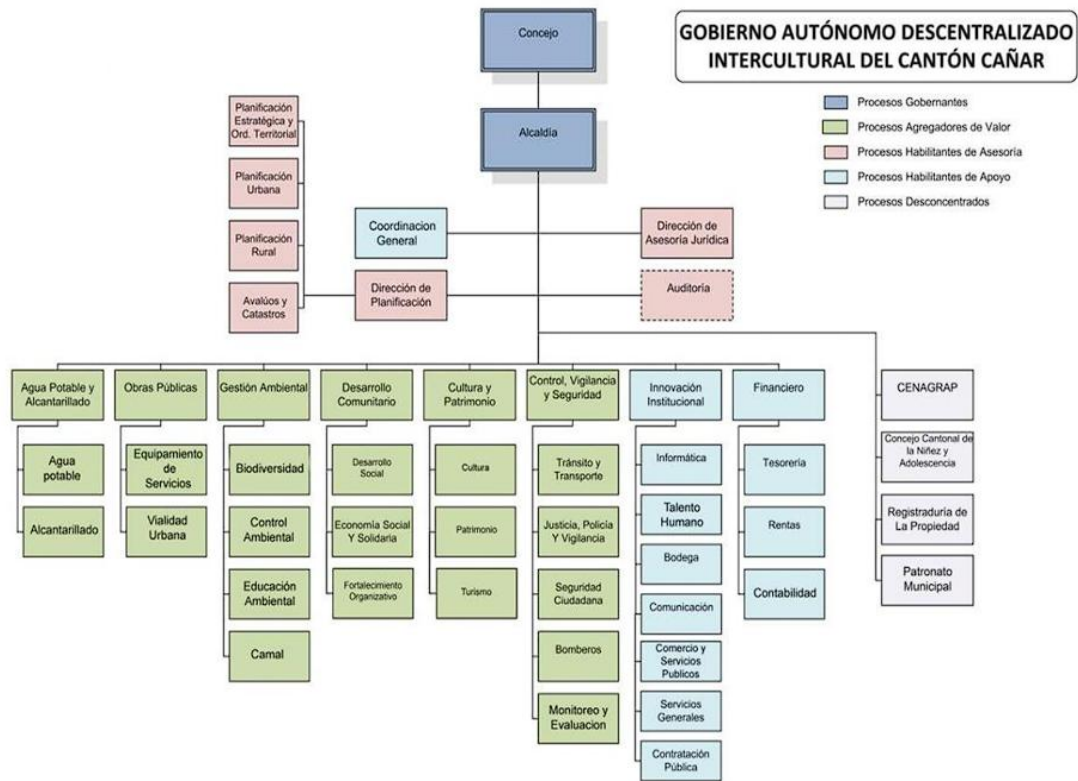 Concejo
GOBIERNO AUTÓNOMO DESCENTRALIZADO
INTERCULTURAL DEL CANTÓN CAÑAR
Procesos Gobernantes
Procesos Agregadores de Valor
Procesos Habilitantes de Asesoría
Procesos Habilitantes de Apoyo
Procesos Desconcentrados
Alcaldía
Planificación
Estratégica y
Ord. Territorial
Planificación
Urbana
Planificación
Rural
Avalúos y
Catastros
Coordinacion
General
Dirección de
Asesoría Jurídica
Dirección de
Planificación
Auditoría
Agua Potable y
Alcantarillado
Agua
potable
Alcantarillado
Obras Públicas
Equipamiento
de
Servicios
Vialidad
Urbana
Gestión Ambiental
Biodiversidad
Control
Ambiental
Educación
Ambiental
Camal
Desarrollo
Comunitario
Desarrollo
Social
Economía Social
Y Solidaria
Fortalecimiento
Organizativo
Cultura y
Patrimonio
Cultura
Patrimonio
Turismo
Control, Vigilancia
y Seguridad
Tránsito y
Transporte
Justicia, Policía
Y Vigilancia
Seguridad
Ciudadana
Bomberos
Monitoreo y
Evaluacion
Innovación
Institucional
Informática
Talento
Humano
Bodega
Comunicación
Comercio y
Servicios
Publicos
Servicios
Generales
Contratación
Pública
Financiero
Tesorería
Rentas
Contabilidad
CENAGRAP
Concejo Cantonal de
la Niñez y
Adolescencia
Registraduría de
La Propiedad
Patronato
Municipal